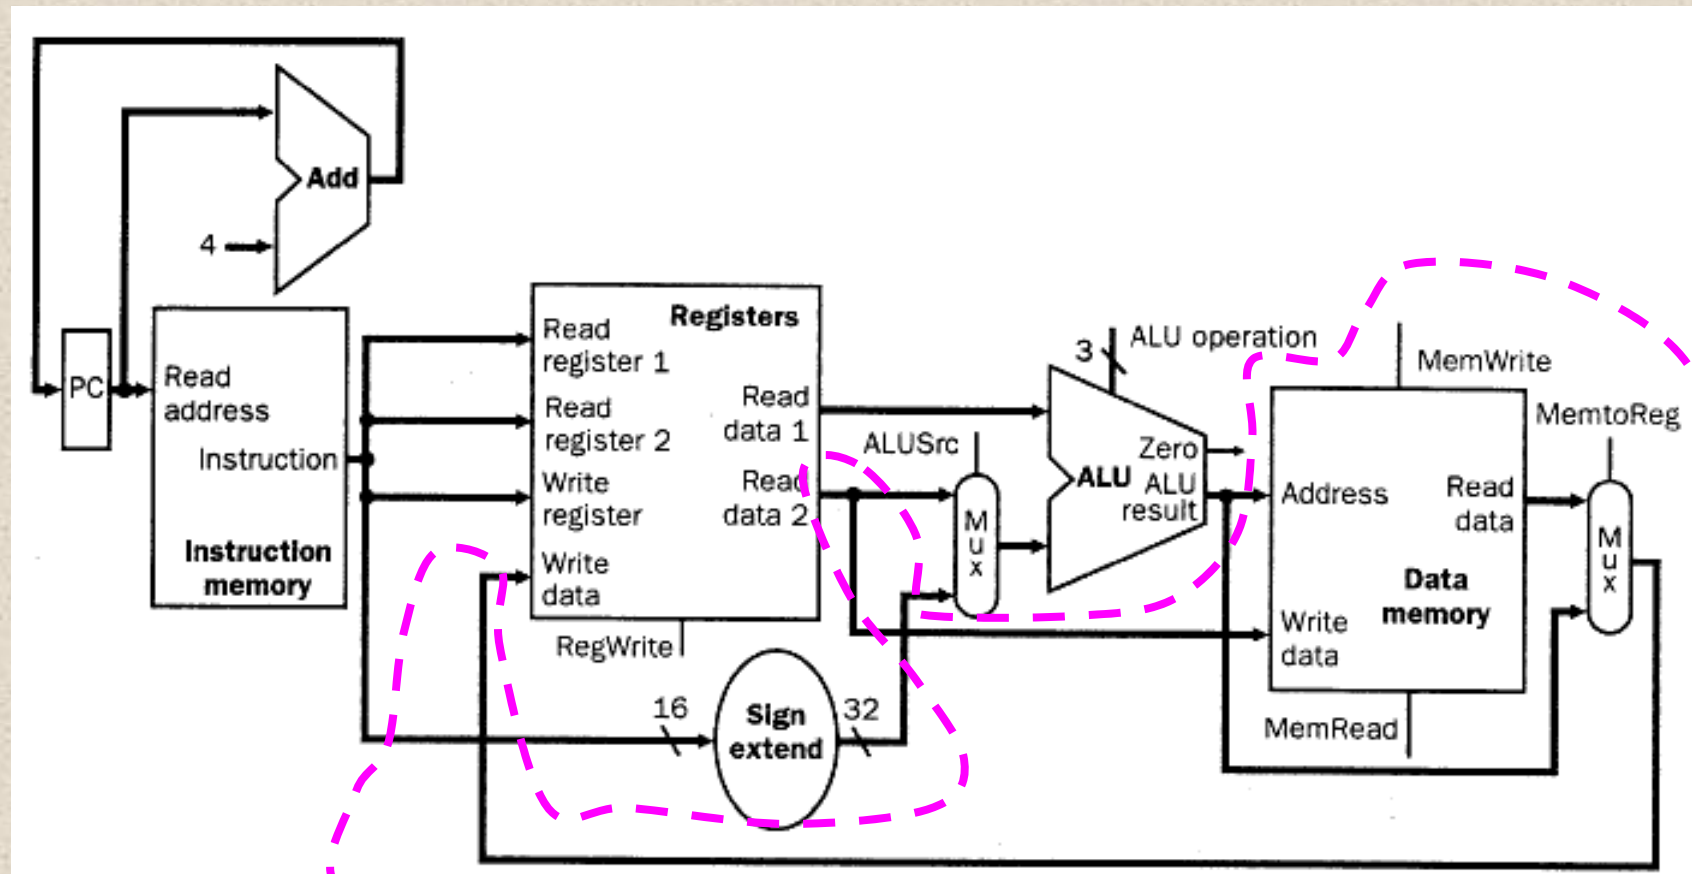 Add
4
PC
Read
address
Instruction
Instruction
memory
Registers
Read
register 1
Read
register 2
Write
register
Write
data
Read
data 1
Read
data 2
RegWrite
16
Sign
extend
32
ALUSrc
M
u
x
3
ALU operation
Zero
ALU
ALU
result
MemWrite
Address
Read
data
Data
memory
Write
data
MemRead
MemtoReg
M
u
x